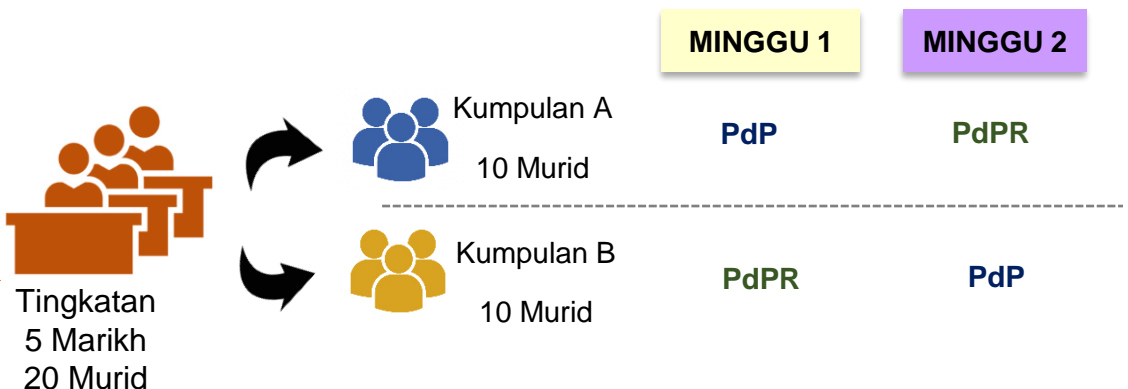 MINGGU 1
MINGGU 2
Kumpulan A
10 Murid
PdP
PdPR
Kumpulan B
10 Murid
PdPR
PdP
Tingkatan
5 Marikh
20 Murid